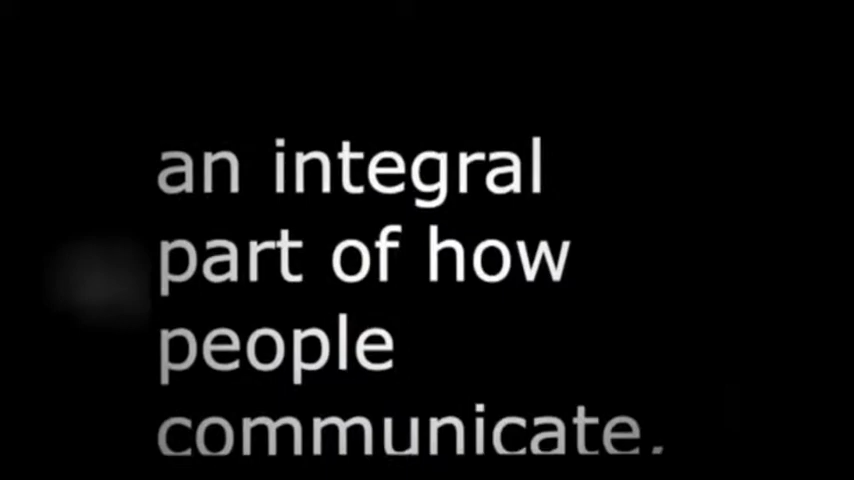 an integral
part of how
people
communicate.